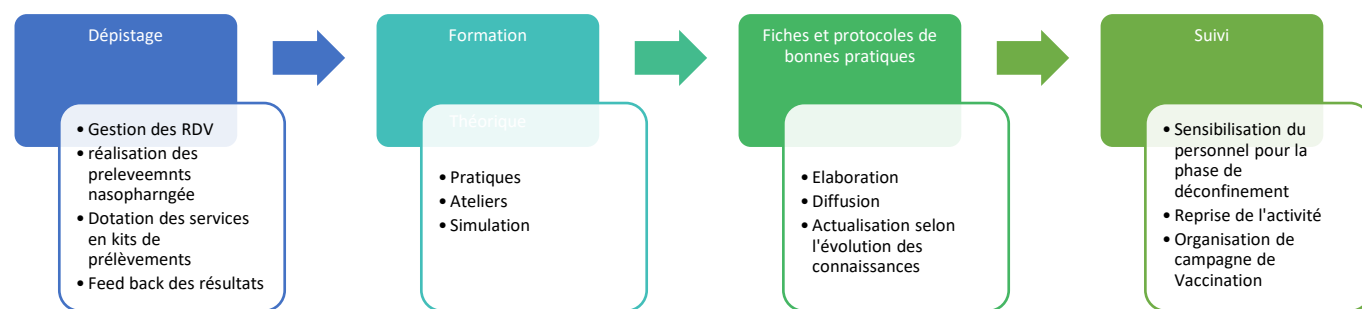 Dépistage
• Gestion des RDV
• réalisation des
preleveemnts
nasopharngée
• Dotation des services
en kits de
prélèvements
• Feed back des résultats
Formation
Théorique
• Pratiques
• Ateliers
• Simulation
Fiches et protocoles de
bonnes pratiques
• Elaboration
• Diffusion
• Actualisation selon
l'évolution des
connaissances
Suivi
• Sensibilisation du
personnel pour la
phase de
déconfinement
• Reprise de l'activité
• Organisation de
campagne de
Vaccination